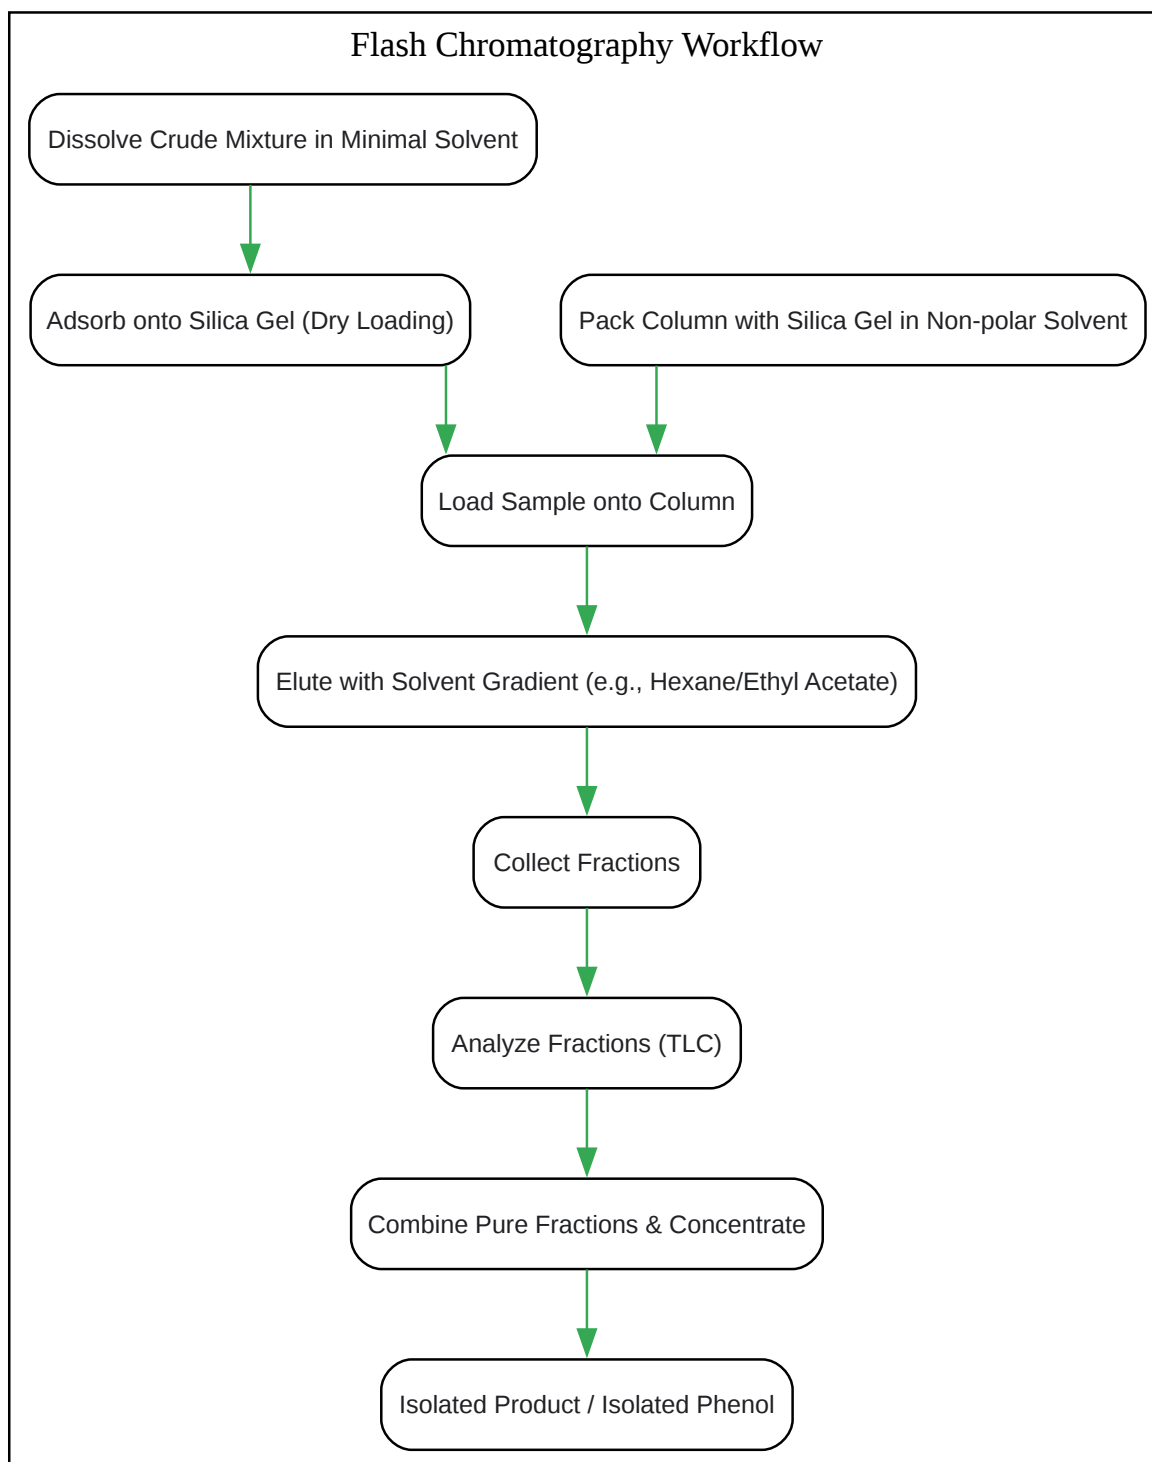 Flash Chromatography Workflow
Dissolve Crude Mixture in Minimal Solvent
Adsorb onto Silica Gel (Dry Loading)
Pack Column with Silica Gel in Non-polar Solvent
Load Sample onto Column
Elute with Solvent Gradient (e.g., Hexane/Ethyl Acetate)
Collect Fractions
Analyze Fractions (TLC)
Combine Pure Fractions & Concentrate
Isolated Product / Isolated Phenol